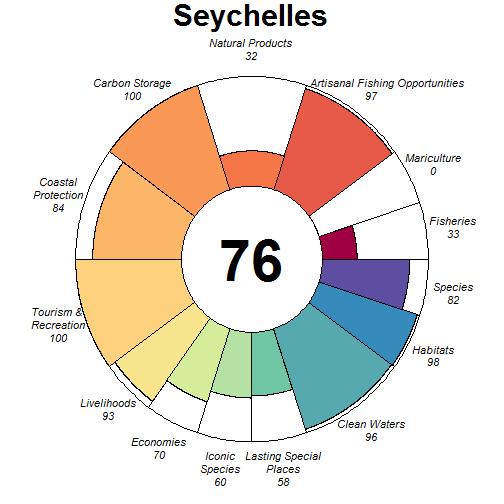 Seychelles
Natural Products
32
Carbon Storage
100
Artisanal Fishing Opportunities
97
Mariculture
0
Coastal
Protection
84
Fisheries
33
76
Species
82
Tourism &
Recreation
100
Habitats
98
Livelihoods
93
Clean Waters
96
Economies
70
Iconic
Species
60
Lasting Special
Places
58